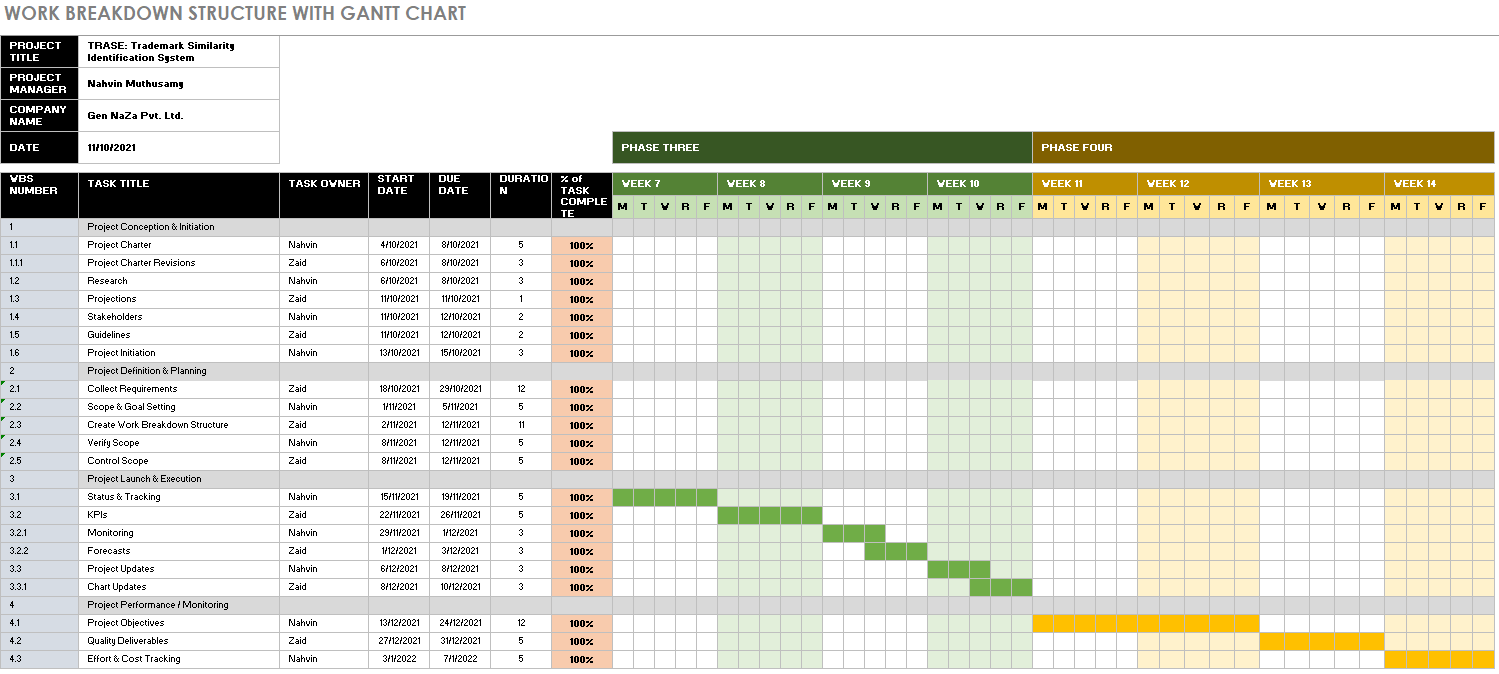 WORK BREAKDOWN STRUCTURE WITH GANTT CHART
PROJECT TITLE TRASE: Trademark Similarity Identification System
PROJECT MANAGER Nahvin Muthusamy
COMPANY NAME Gen NaZa Pvt. Ltd.
DATE 11/10/2021 PHASE THREE PHASE FOUR
WBS NUMBER TASK TITLE TASK OWNER START DATE DUE DATE DURATION % of TASK COMPLETE WEEK 7 WEEK 8 WEEK 9 WEEK 10 WEEK 11 WEEK 12 WEEK 13 WEEK 14
M T W R F M T W R F M T W R F M T W R F M T W R F M T W R F M T W R F M T W R F
1 Project Conception & Initiation
1.1 Project Charter Nahvin 4/10/2021 8/10/2021 5 100%
1.1.1 Project Charter Revisions Zaid 6/10/2021 8/10/2021 3 100%
1.2 Research Nahvin 6/10/2021 8/10/2021 3 100%
1.3 Projections Zaid 11/10/2021 11/10/2021 1 100%
1.4 Stakeholders Nahvin 11/10/2021 12/10/2021 2 100%
1.5 Guidelines Zaid 11/10/2021 12/10/2021 2 100%
1.6 Project Initiation Nahvin 13/10/2021 15/10/2021 3 100%
2 Project Definition & Planning
2.1 Collect Requirements Zaid 18/10/2021 29/10/2021 12 100%
2.2 Scope & Goal Setting Nahvin 1/11/2021 5/11/2021 5 100%
2.3 Create Work Breakdown Structure Zaid 2/11/2021 12/11/2021 11 100%
2.4 Verify Scope Nahvin 8/11/2021 12/11/2021 5 100%
2.5 Control Scope Zaid 8/11/2021 12/11/2021 5 100%
3 Project Launch & Execution
3.1 Status & Tracking Nahvin 15/11/2021 19/11/2021 5 100%
3.2 KPIs Zaid 22/11/2021 26/11/2021 5 100%
3.2.1 Monitoring Nahvin 29/11/2021 1/12/2021 3 100%
3.2.2 Forecasts Zaid 1/12/2021 3/12/2021 3 100%
3.3 Project Updates Nahvin 6/12/2021 8/12/2021 3 100%
3.3.1 Chart Updates Zaid 8/12/2021 10/12/2021 3 100%
4 Project Performance / Monitoring
4.1 Project Objectives Nahvin 13/12/2021 24/12/2021 12 100%
4.2 Quality Deliverables Zaid 27/12/2021 31/12/2021 5 100%
4.3 Effort & Cost Tracking Nahvin 3/1/2022 7/1/2022 5 100%